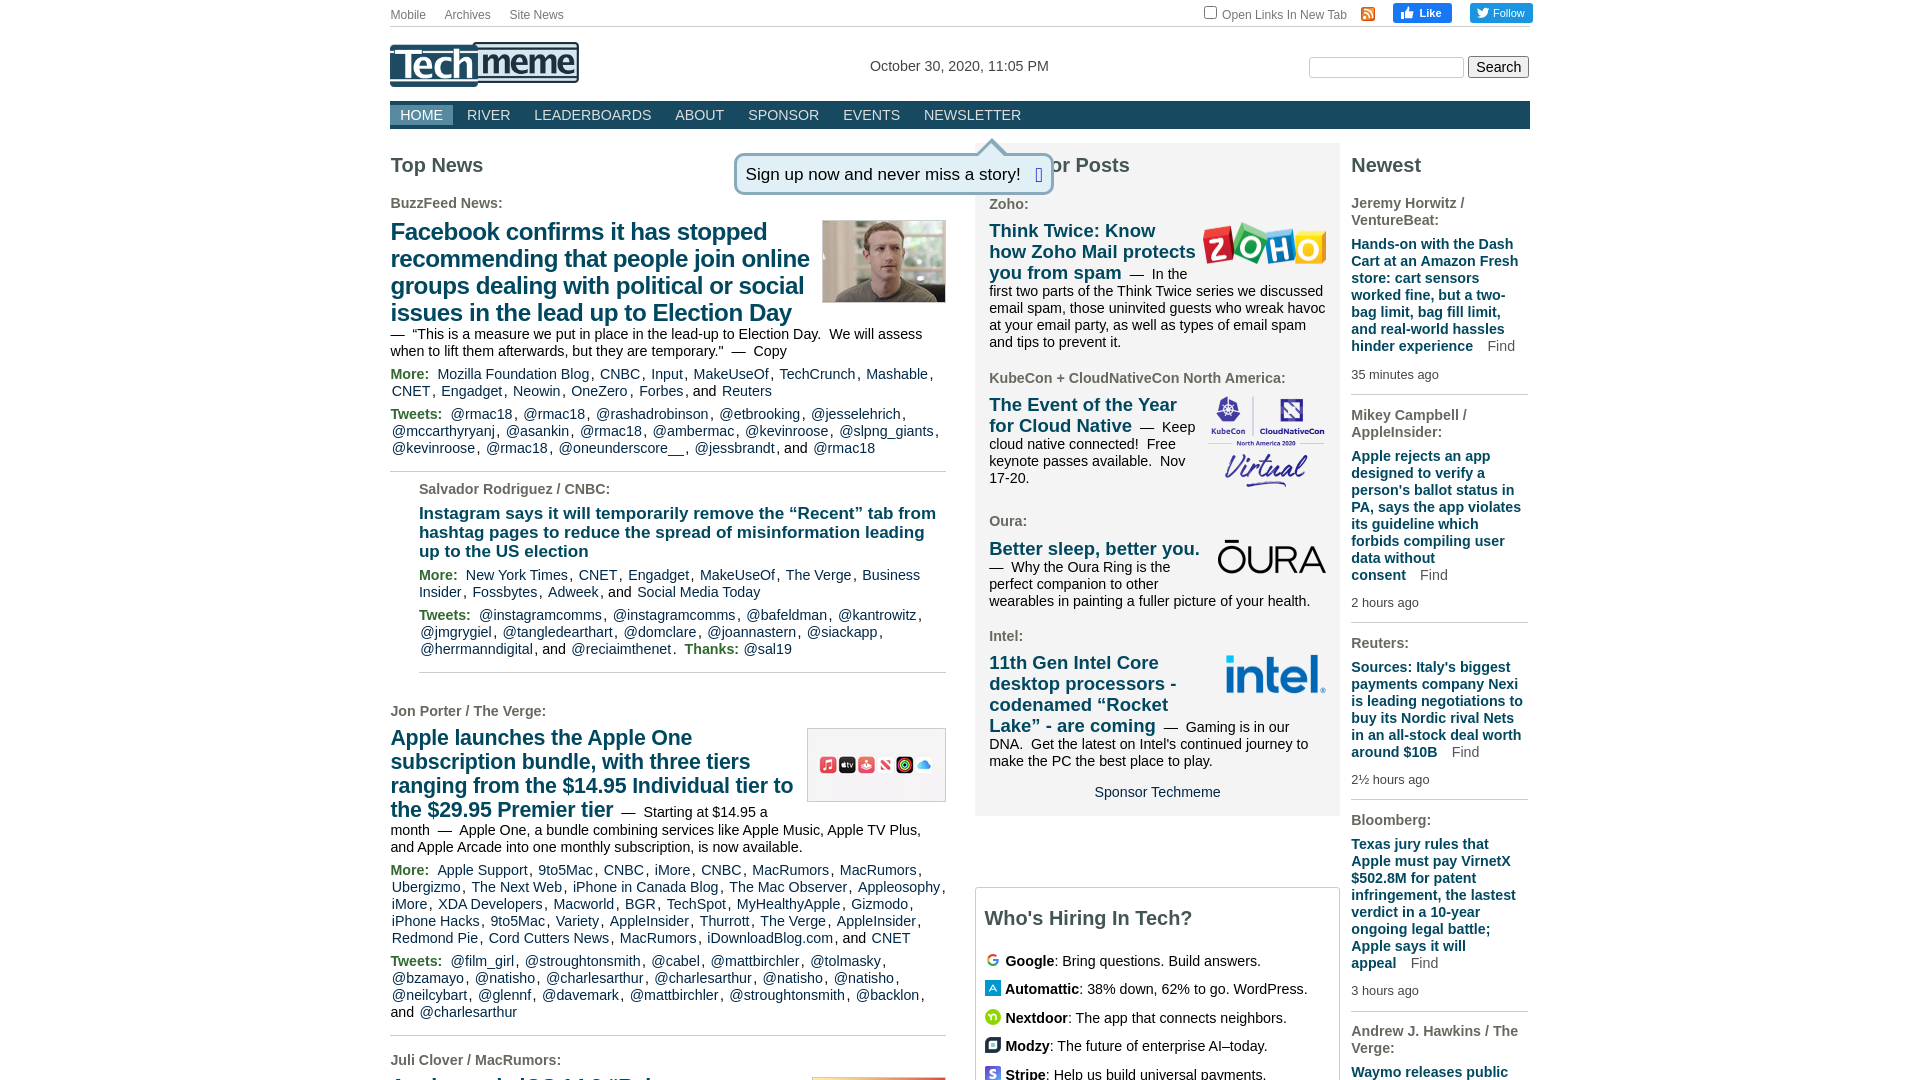 Mobile Archives Site News
Open Links In New Tab
Like
Follow
Techmeme
October 30, 2020, 11:05 PM
Search
HOME RIVER LEADERBOARDS ABOUT SPONSOR EVENTS NEWSLETTER
Sign up now and never miss a story!
Top News
BuzzFeed News:
Facebook confirms it has stopped
recommending that people join online
groups dealing with political or social
issues in the lead up to Election Day
— “This is a measure we put in place in the lead-up to Election Day. We will assess
when to lift them afterwards, but they are temporary." — Copy
More: Mozilla Foundation Blog, CNBC, Input, MakeUseOf, TechCrunch, Mashable,
CNET, Engadget, Neowin, OneZero, Forbes, and Reuters
Tweets: @rmac18, @rmac18, @rashadrobinson, @etbrooking, @jesselehrich,
@mccarthyryanj, @asankin, @rmac18, @ambermac, @kevinroose, @slpng_giants,
@kevinroose, @rmac18, @oneunderscore__, @jessbrandt, and @rmac18
Salvador Rodriguez / CNBC:
Instagram says it will temporarily remove the “Recent” tab from
hashtag pages to reduce the spread of misinformation leading
up to the US election
More: New York Times, CNET, Engadget, MakeUseOf, The Verge, Business
Insider, Fossbytes, Adweek, and Social Media Today
Tweets: @instagramcomms, @instagramcomms, @bafeldman, @kantrowitz,
@jmgrygiel, @tangledearthart, @domclare, @joannastern, @siackapp,
@herrmanndigital, and @reciaimthenet. Thanks: @sal19
Jon Porter / The Verge:
Apple launches the Apple One
subscription bundle, with three tiers
ranging from the $14.95 Individual tier to
the $29.95 Premier tier — Starting at $14.95 a
month — Apple One, a bundle combining services like Apple Music, Apple TV Plus,
and Apple Arcade into one monthly subscription, is now available.
More: Apple Support, 9to5Mac, CNBC, iMore, CNBC, MacRumors, MacRumors,
Ubergizmo, The Next Web, iPhone in Canada Blog, The Mac Observer, Appleosophy,
iMore, XDA Developers, Macworld, BGR, TechSpot, MyHealthyApple, Gizmodo,
iPhone Hacks, 9to5Mac, Variety, AppleInsider, Thurrott, The Verge, AppleInsider,
Redmond Pie, Cord Cutters News, MacRumors, iDownloadBlog.com, and CNET
Tweets: @film_girl, @stroughtonsmith, @cabel, @mattbirchler, @tolmasky,
@bzamayo, @natisho, @charlesarthur, @charlesarthur, @natisho, @natisho,
@neilcybart, @glennf, @davemark, @mattbirchler, @stroughtonsmith, @backlon,
and @charlesarthur
Juli Clover / MacRumors:
or Posts
Zoho:
Think Twice: Know
how Zoho Mail protects
you from spam — In the
first two parts of the Think Twice series we discussed
email spam, those uninvited guests who wreak havoc
at your email party, as well as types of email spam
and tips to prevent it.
ZOHO
KubeCon + CloudNativeCon North America:
The Event of the Year
for Cloud Native — Keep
cloud native connected! Free
keynote passes available. Nov
17-20.
KubeCon CloudNativeCon
North America 2020
Virtual
Oura:
Better sleep, better you.
— Why the Oura Ring is the
perfect companion to other
wearables in painting a fuller picture of your health.
ŌURA
Intel:
11th Gen Intel Core
desktop processors -
codenamed “Rocket
Lake” - are coming — Gaming is in our
DNA. Get the latest on Intel's continued journey to
make the PC the best place to play.
intel.
Sponsor Techmeme
Who's Hiring In Tech?
Google: Bring questions. Build answers.
Automattic: 38% down, 62% to go. WordPress.
Nextdoor: The app that connects neighbors.
Modzy: The future of enterprise AI–today.
Stripe: Help us build universal payments.
Newest
Jeremy Horwitz /
VentureBeat:
Hands-on with the Dash
Cart at an Amazon Fresh
store: cart sensors
worked fine, but a two-
bag limit, bag fill limit,
and real-world hassles
hinder experience Find
35 minutes ago
Mikey Campbell /
AppleInsider:
Apple rejects an app
designed to verify a
person's ballot status in
PA, says the app violates
its guideline which
forbids compiling user
data without
consent Find
2 hours ago
Reuters:
Sources: Italy's biggest
payments company Nexi
is leading negotiations to
buy its Nordic rival Nets
in an all-stock deal worth
around $10B Find
2½ hours ago
Bloomberg:
Texas jury rules that
Apple must pay VirnetX
$502.8M for patent
infringement, the lastest
verdict in a 10-year
ongoing legal battle;
Apple says it will
appeal Find
3 hours ago
Andrew J. Hawkins / The
Verge:
Waymo releases public